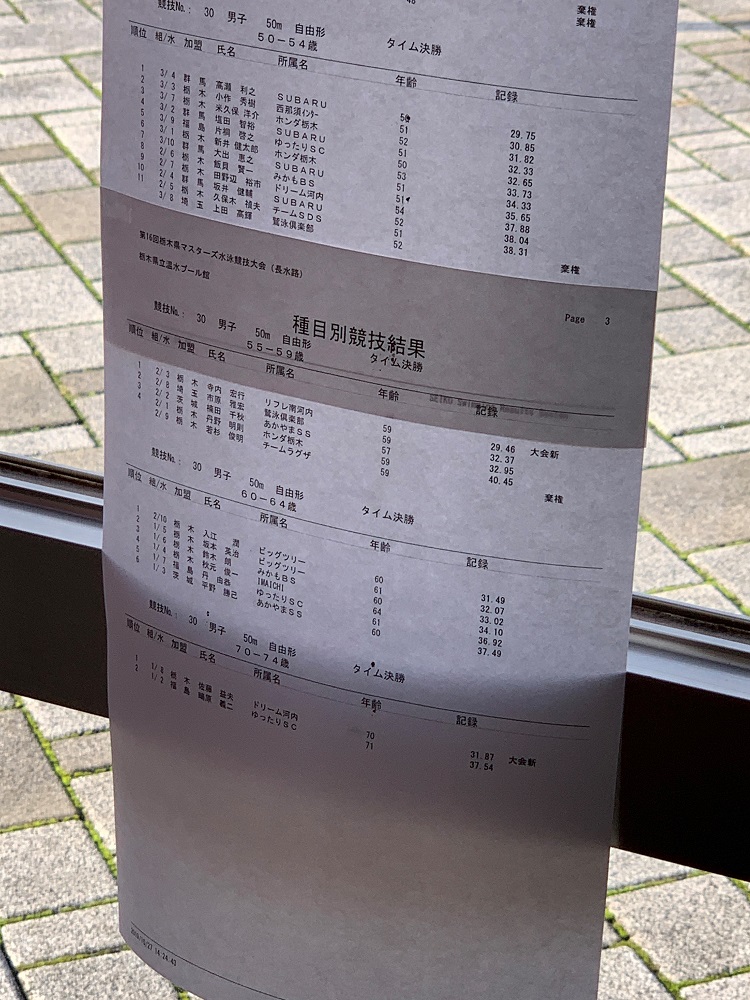 棄権
競技No.: 30 男子 50m 自由形 棄権
50-54歳 タイム決勝
順位 組/水 加盟 氏名 所属名 年齢 記録
1 3/ 4 群 馬 高瀬 利之 ＳＵＢＡＲＵ 50 29.75
2 3/ 3 栃 木 小作 秀樹 西那須ｲﾝﾀｰ 51 30.85
3 3/ 7 栃 木 米久保 洋介 ホンダ栃木 52 31.82
4 3/ 2 群 馬 塩田 智裕 ＳＵＢＡＲＵ 51 32.33
5 3/ 9 福 島 片桐 啓之 ゆったりＳＣ 50 32.65
6 3/ 1 栃 木 新井 健太郎 ホンダ栃木 53 33.73
7 3/10 群 馬 大出 恵之 ＳＵＢＡＲＵ 51 34.33
8 2/ 6 栃 木 飯貝 賢一 みかもＢＳ 51 35.65
9 2/ 7 栃 木 田野辺 裕市 ドリーム河内 54 37.88
10 2/ 4 群 馬 坂井 健輔 ＳＵＢＡＲＵ 52 38.04
11 2/ 5 栃 木 久保木 禎夫 チームＳＤＳ 51 38.31
3/ 8 埼 玉 上田 高輝 鷲泳倶楽部 52 棄権
第16回栃木県マスターズ水泳競技大会（長水路）
栃木県立温水プール館 Page 3
種目別競技結果
競技No.: 30 男子 50m 自由形
55-59歳 タイム決勝
順位 組/水 加盟 氏名 所属名 年齢 記録
1 2/ 3 栃 木 寺内 宏行 リフレ南河内 59 29.46 大会新
2 2/ 8 埼 玉 市原 雅宏 鷲泳倶楽部 59 32.37
3 2/ 2 茨 城 植田 千秋 あかやまＳＳ 57 32.95
4 2/ 1 栃 木 丹野 明則 ホンダ栃木 59 40.45
2/ 9 栃 木 若杉 俊明 チームラグザ 59 棄権
競技No.: 30 男子 50m 自由形
60-64歳 タイム決勝
順位 組/水 加盟 氏名 所属名 年齢 記録
1 2/10 栃 木 入江 潤 ビッグツリー 60 31.49
2 1/ 5 栃 木 坂本 英治 ビッグツリー 61 32.07
3 1/ 6 栃 木 鈴木 朗 みかもＢＳ 60 33.02
4 1/ 4 栃 木 秋元 俊一 IMAICHI 64 34.10
5 1/ 7 福 島 丹 由恭 ゆったりＳＣ 61 36.92
6 1/ 3 茨 城 平野 勝己 あかやまＳＳ 60 37.49
競技No.: 30 男子 50m 自由形
70-74歳 タイム決勝
順位 組/水 加盟 氏名 所属名 年齢 記録
1 1/ 8 栃 木 佐藤 益夫 ドリーム河内 70 31.87 大会新
2 1/ 2 福 島 義二 ゆったりＳＣ 71 37.54
14:24:43